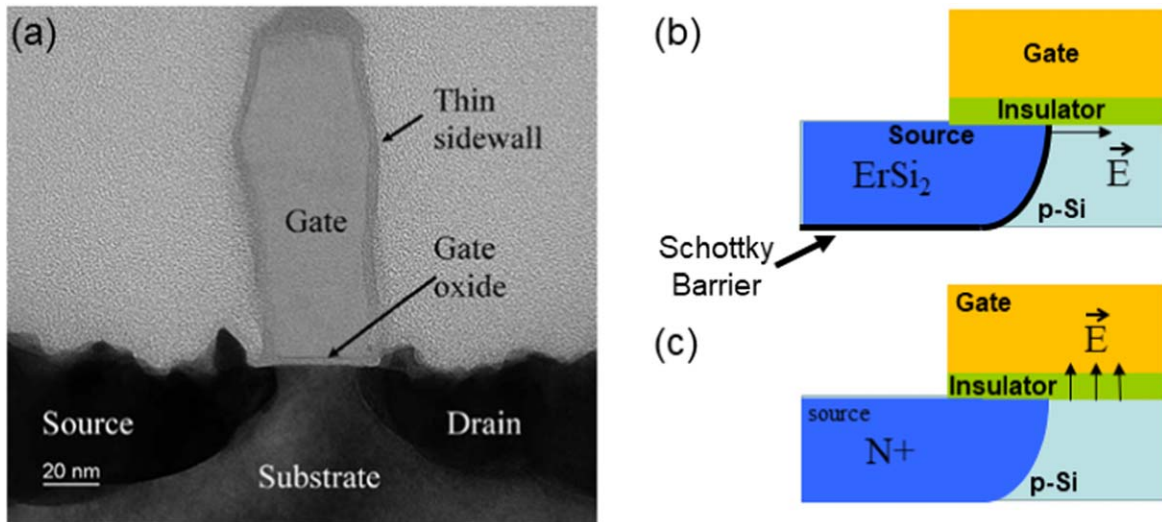 (a)
Thin
sidewall
Gate
Gate
oxide
Source
Drain
20 nm
Substrate
(b)
Gate
Insulator
Source
ErSi₂
E
p-Si
Schottky
Barrier
(c)
Gate
E
Insulator
source
N+
p-Si